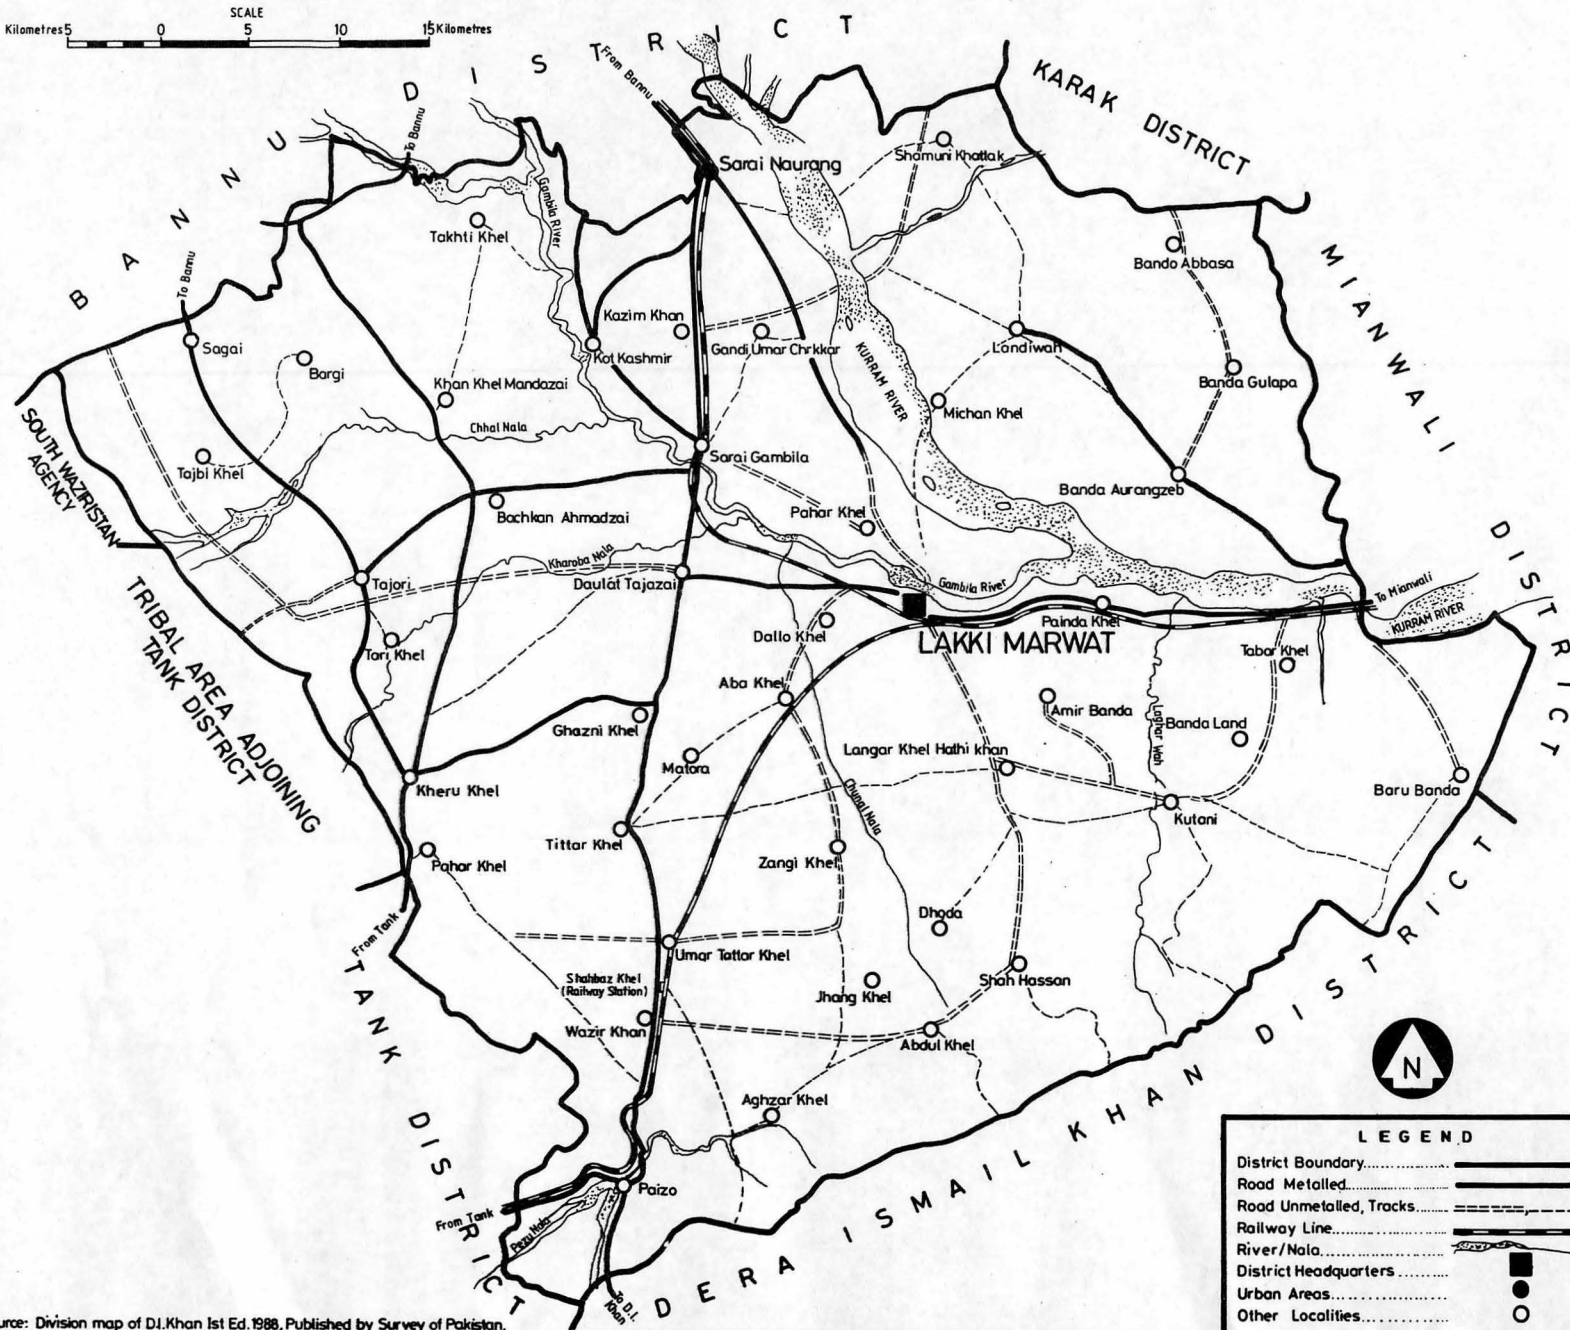 SCALE
Kilometres 5 0 5 10 15 Kilometres
BANNU DISTRICT
KARAK DISTRICT
MIANWALI DISTRICT
SOUTH WAZIRISTAN
AGENCY
TRIBAL AREA ADJOINING
TANK DISTRICT
TANK DISTRICT
DERA ISMAIL KHAN DISTRICT
From Bannu
To Bannu
To Bannu
Sarai Naurang
Shamuni Khattak
Gambila River
Takhti Khel
Bando Abbasa
Kazim Khan
Sagai
Bargi
Kot Kashmir
Gandi Umar Chrkkar
KURRAM RIVER
Landiwah
Banda Gulapa
Khan Khel Mandazai
Michan Khel
Chhal Nala
Tajbi Khel
Sarai Gambila
Banda Aurangzeb
Bachkan Ahmadzai
Pahar Khel
Kharoba Nala
Tajori
Daulat Tajazai
Gambila River
To Mianwali
KURRAM RIVER
Painda Khel
Dallo Khel
LAKKI MARWAT
Tari Khel
Tabar Khel
Aba Khel
Amir Banda
Laghar Wah
Banda Land
Ghazni Khel
Langar Khel Hathi khan
Matora
Kheru Khel
Chunal Nala
Baru Banda
Kutani
Tittar Khel
Pahar Khel
Zangi Khel
Dhoda
From Tank
Umar Tattor Khel
Shahbaz Khel
(Railway Station)
Shah Hassan
Jhang Khel
Wazir Khan
Abdul Khel
Aghzar Khel
Paizo
From Tank
Pezu Nala
To D.I.
Khan
N
LEGEND
District Boundary
Road Metalled
Road Unmetalled, Tracks
Railway Line
River/Nala
District Headquarters
Urban Areas
Other Localities
urce: Division map of D.I.Khan Ist Ed.1988, Published by Survey of Pakistan.